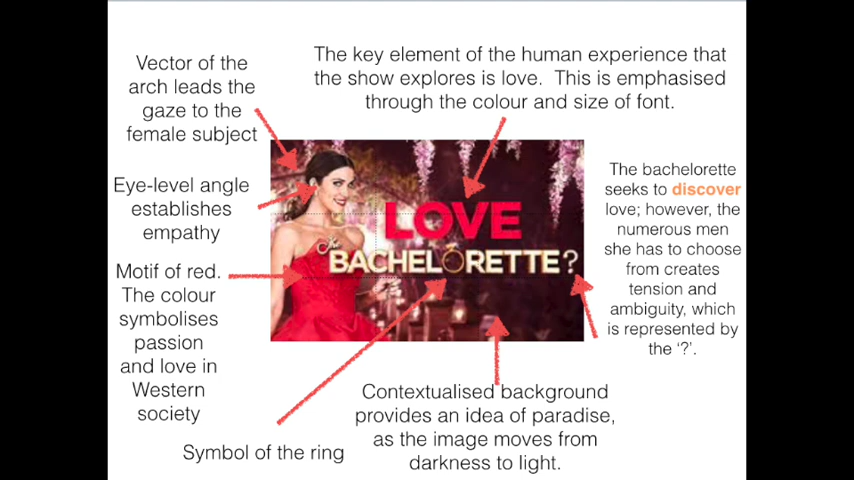 Vector of the
arch leads the
gaze to the
female subject
The key element of the human experience that
the show explores is love.  This is emphasised
through the colour and size of font.
Eye-level angle
establishes
empathy
Motif of red.
The colour
symbolises
passion
and love in
Western
society
LOVE
The
BACHELORETTE?
The bachelorette
seeks to discover
love; however, the
numerous men
she has to choose
from creates
tension and
ambiguity, which
is represented by
the ‘?’.
Symbol of the ring
Contextualised background
provides an idea of paradise,
as the image moves from
darkness to light.